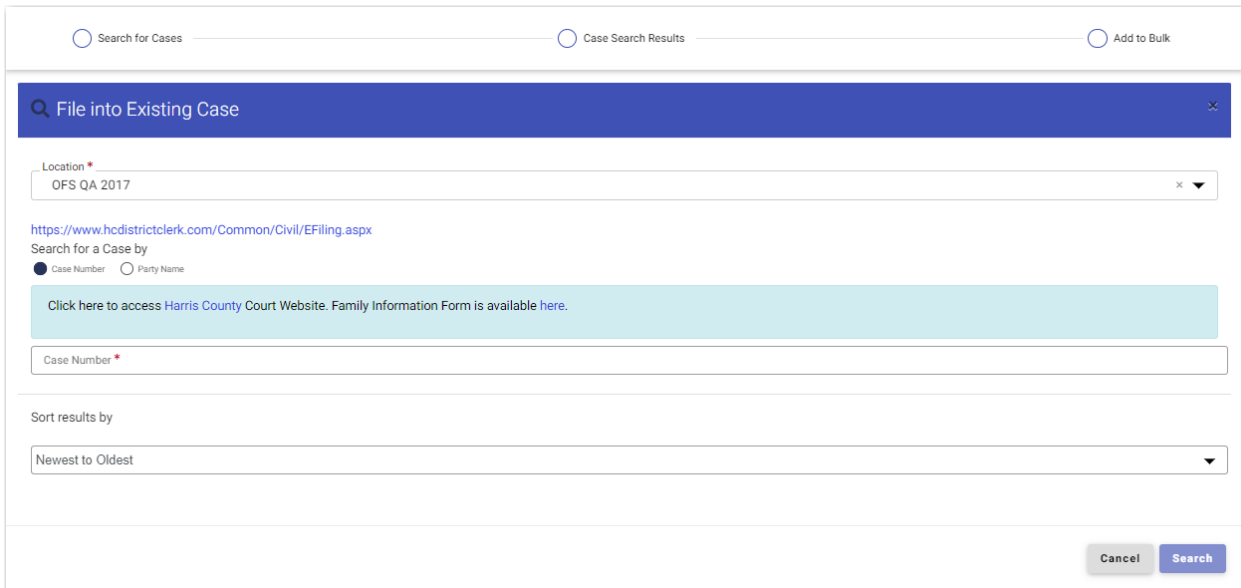 Search for Cases
Case Search Results
Add to Bulk
File into Existing Case
×
Location *
OFS QA 2017
×
https://www.hcdistrictclerk.com/Common/Civil/EFiling.aspx
Search for a Case by
Case Number
Party Name
Click here to access Harris County Court Website. Family Information Form is available here.
Case Number *
Sort results by
Newest to Oldest
Cancel
Search